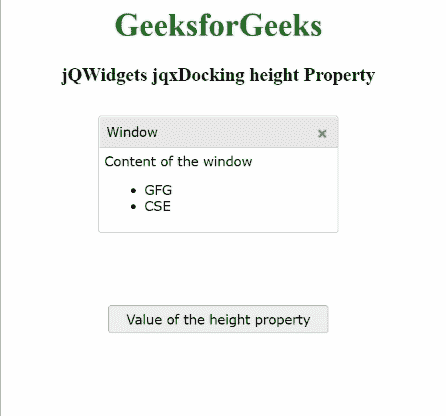 GeeksforGeeks
jQWidgets jqxDocking height Property
Window
Content of the window
GFG
CSE
Value of the height property